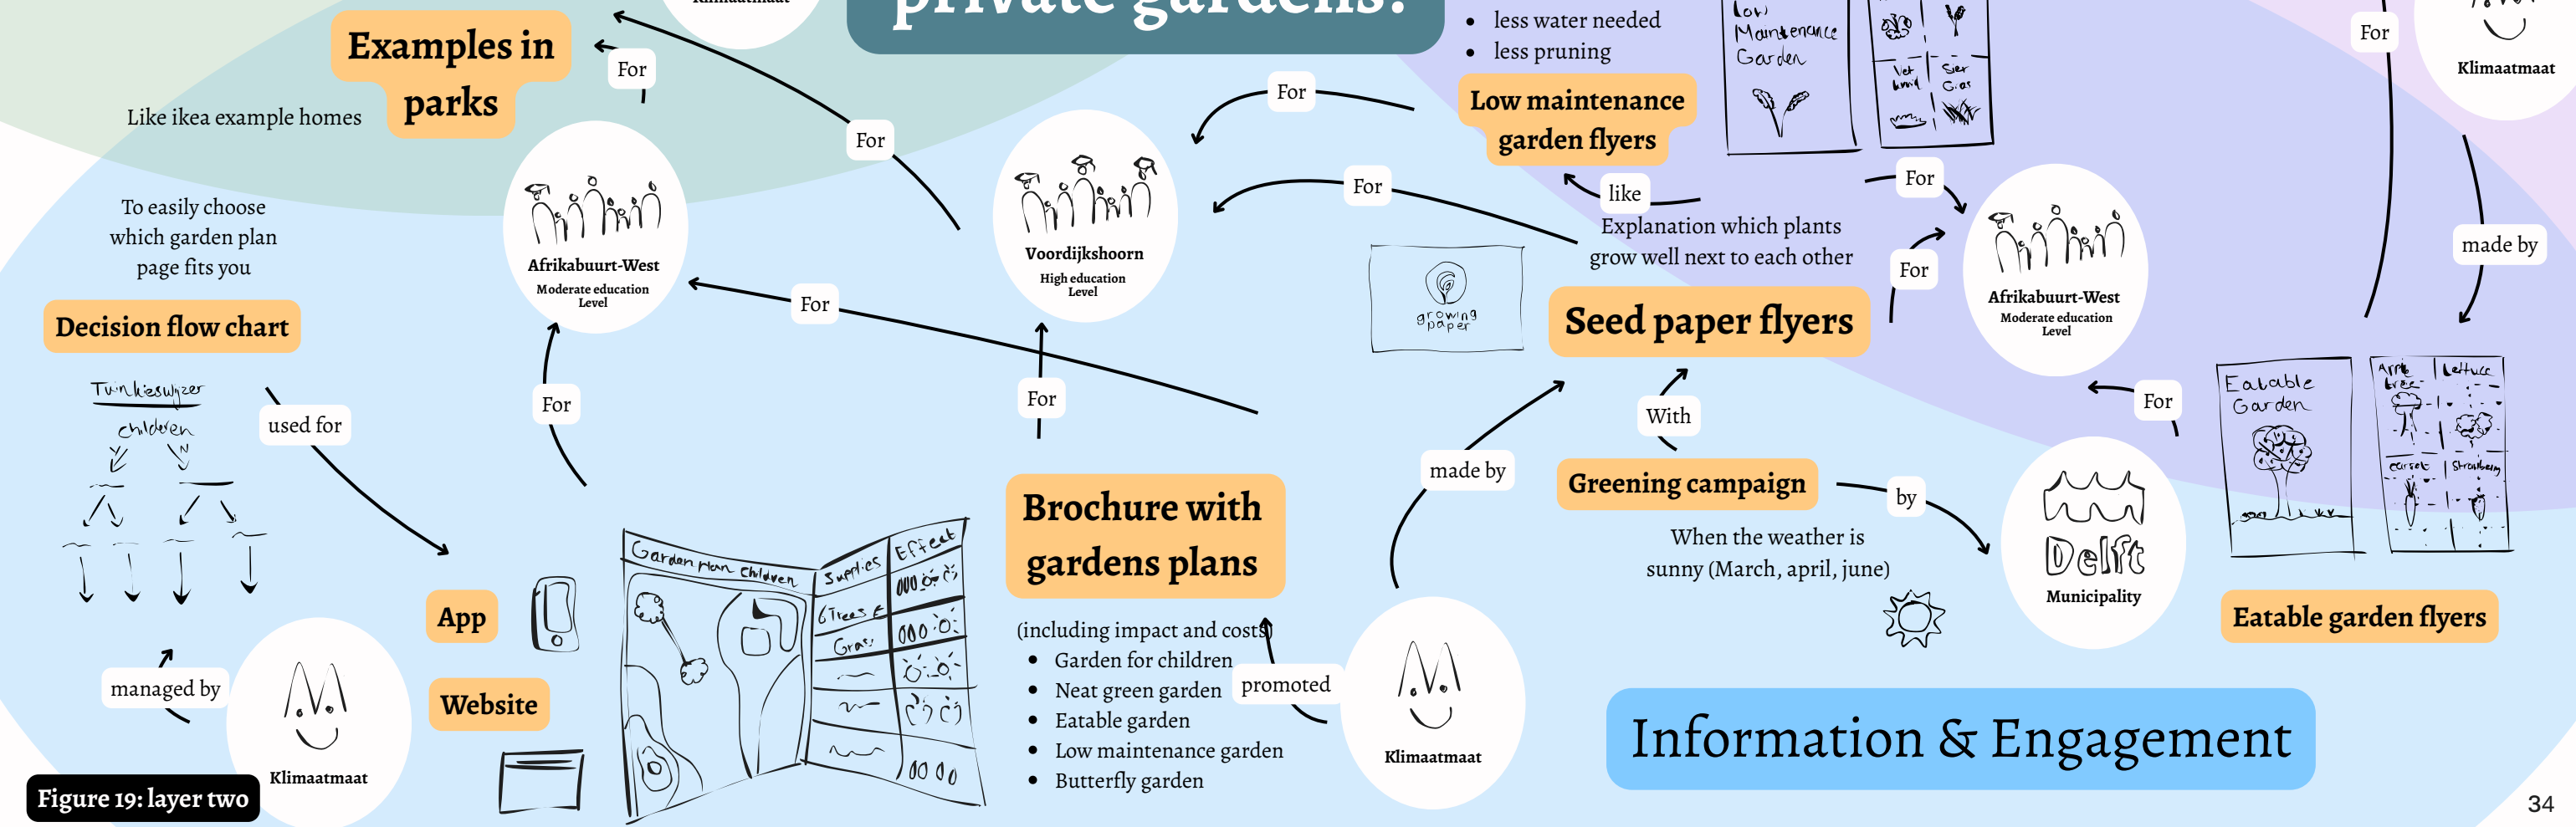 Klimaatmaat
private gardens?
less water needed
less pruning
Low
Maintenance
Garden
Vet
Sier
Gras
For
Klimaatmaat
Examples in
parks
For
Like ikea example homes
For
For
Low maintenance
garden flyers
For
like
For
Explanation which plants
grow well next to each other
To easily choose
which garden plan
page fits you
Afrikabuurt-West
Moderate education
Level
Voordijkshoorn
High education
Level
Afrikabuurt-West
Moderate education
Level
made by
For
Decision flow chart
For
growing
paper
Seed paper flyers
Tuinkieswijzer
children
Y
N
used for
For
For
made by
With
Greening campaign
by
When the weather is
sunny (March, april, june)
For
Eatable
Garden
Apple
tree
Lettuce
carrot
Strawberry
Delft
Municipality
Eatable garden flyers
Brochure with
gardens plans
(including impact and costs)
Garden for children
Neat green garden
Eatable garden
Low maintenance garden
Butterfly garden
promoted
Klimaatmaat
Garden plan children
Supplies
Effect
6 Trees €
Grass
App
Website
managed by
Klimaatmaat
Information & Engagement
Figure 19: layer two
34